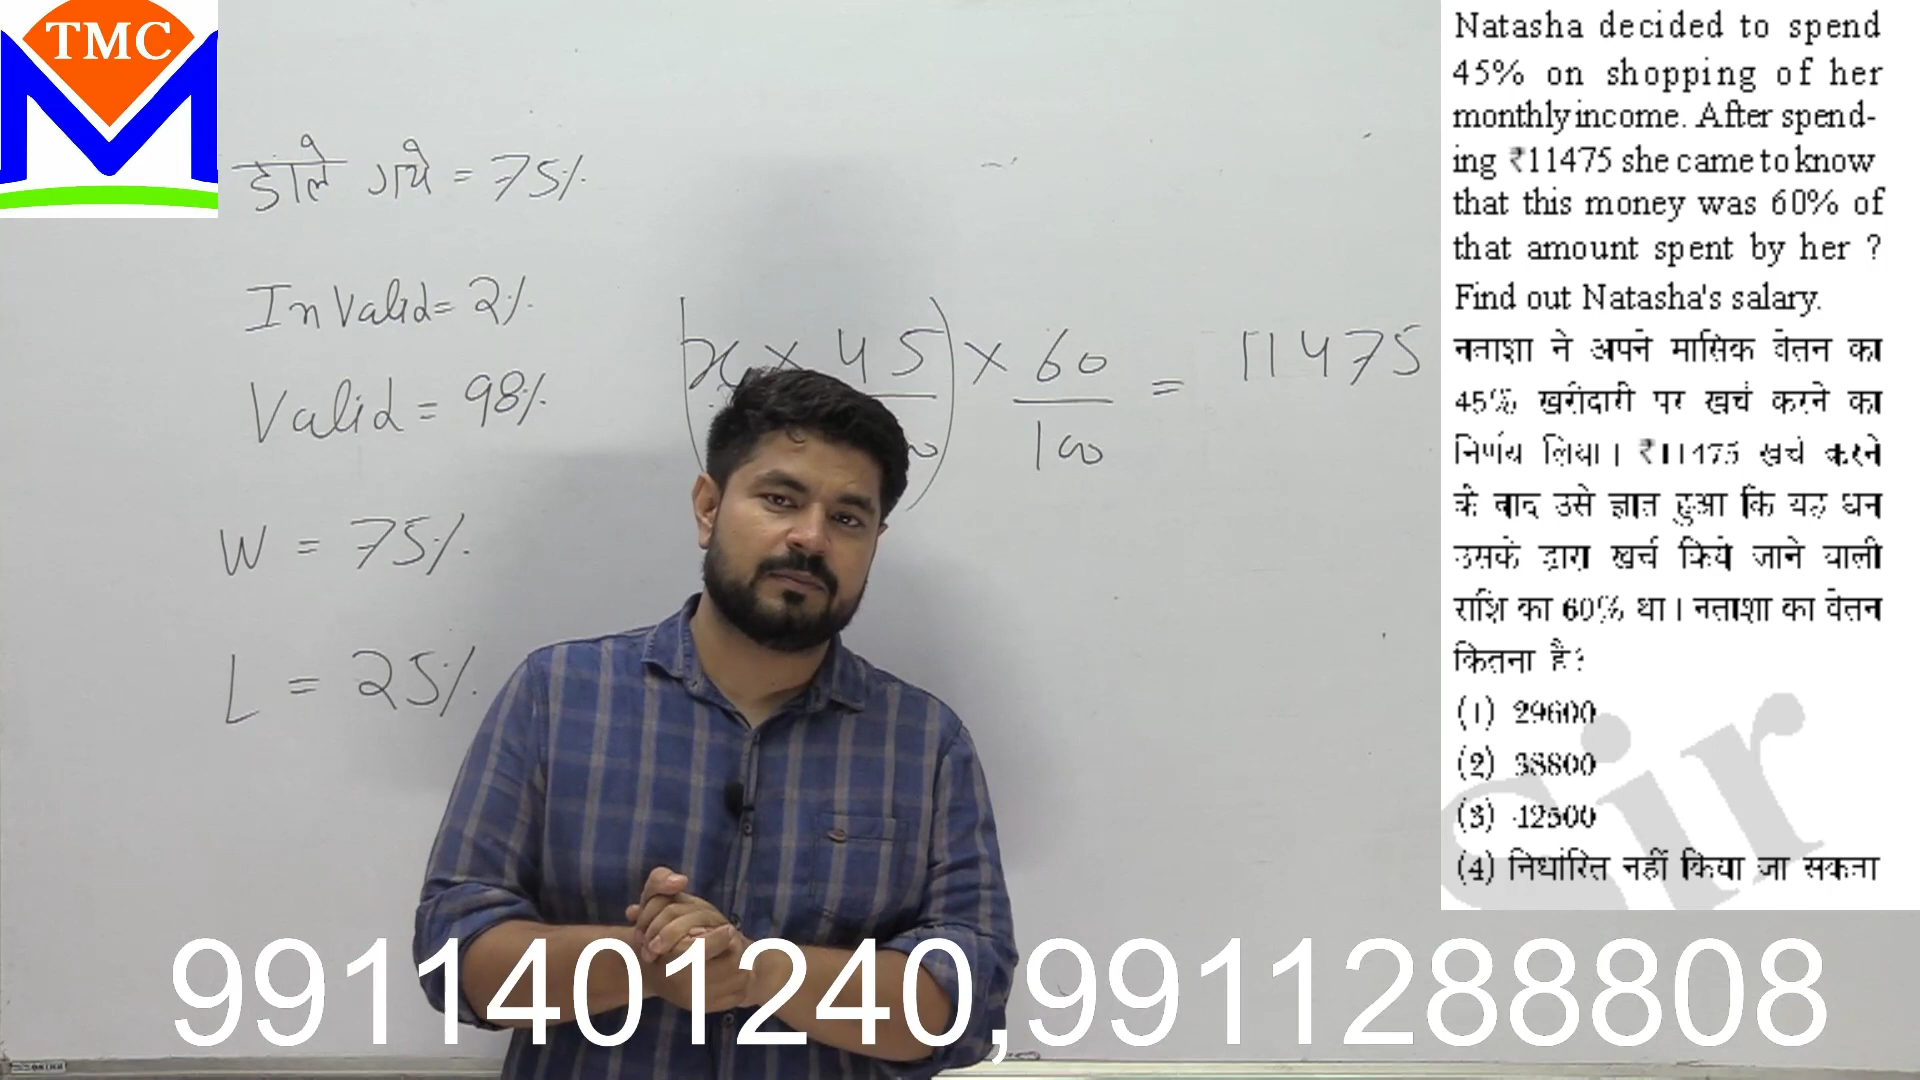 TMC
डाले गये = 75%
InValid = 2%
Valid = 98%
W = 75%
L = 25%
x × 45
) × 60
100
= 11475
Natasha decided to spend
45% on shopping of her
monthly income. After spend-
ing ₹11475 she came to know
that this money was 60% of
that amount spent by her ?
Find out Natasha's salary.
नताशा ने अपने मासिक वेतन का
45% खरीदारी पर खर्च करने का
निर्णय लिया। ₹11475 खर्च करने
के बाद उसे ज्ञात हुआ कि यह धन
उसके द्वारा खर्च किये जाने वाली
राशि का 60% था। नताशा का वेतन
कितना है?
(1) 29600
(2) 38800
(3) 42500
(4) निर्धारित नहीं किया जा सकता
Sir
9911401240,9911288808